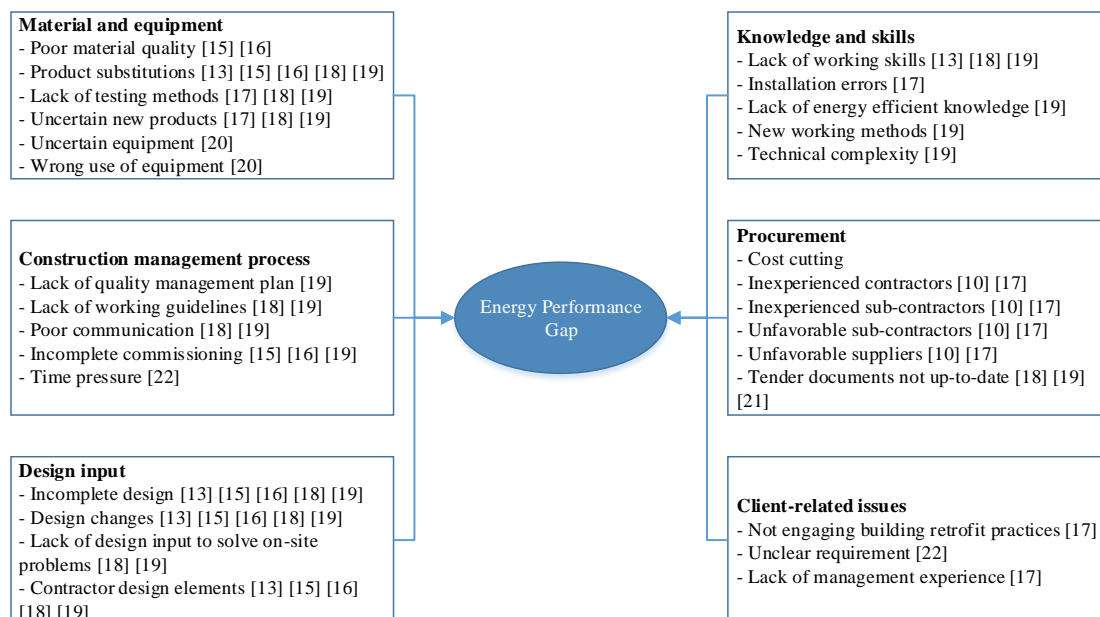 Material and equipment
- Poor material quality [15] [16]
- Product substitutions [13] [15] [16] [18] [19]
- Lack of testing methods [17] [18] [19]
- Uncertain new products [17] [18] [19]
- Uncertain equipment [20]
- Wrong use of equipment [20]
Construction management process
- Lack of quality management plan [19]
- Lack of working guidelines [18] [19]
- Poor communication [18] [19]
- Incomplete commissioning [15] [16] [19]
- Time pressure [22]
Design input
- Incomplete design [13] [15] [16] [18] [19]
- Design changes [13] [15] [16] [18] [19]
- Lack of design input to solve on-site
problems [18] [19]
- Contractor design elements [13] [15] [16]
[18] [19]
Energy Performance
Gap
Knowledge and skills
- Lack of working skills [13] [18] [19]
- Installation errors [17]
- Lack of energy efficient knowledge [19]
- New working methods [19]
- Technical complexity [19]
Procurement
- Cost cutting
- Inexperienced contractors [10] [17]
- Inexperienced sub-contractors [10] [17]
- Unfavorable sub-contractors [10] [17]
- Unfavorable suppliers [10] [17]
- Tender documents not up-to-date [18] [19]
[21]
Client-related issues
- Not engaging building retrofit practices [17]
- Unclear requirement [22]
- Lack of management experience [17]